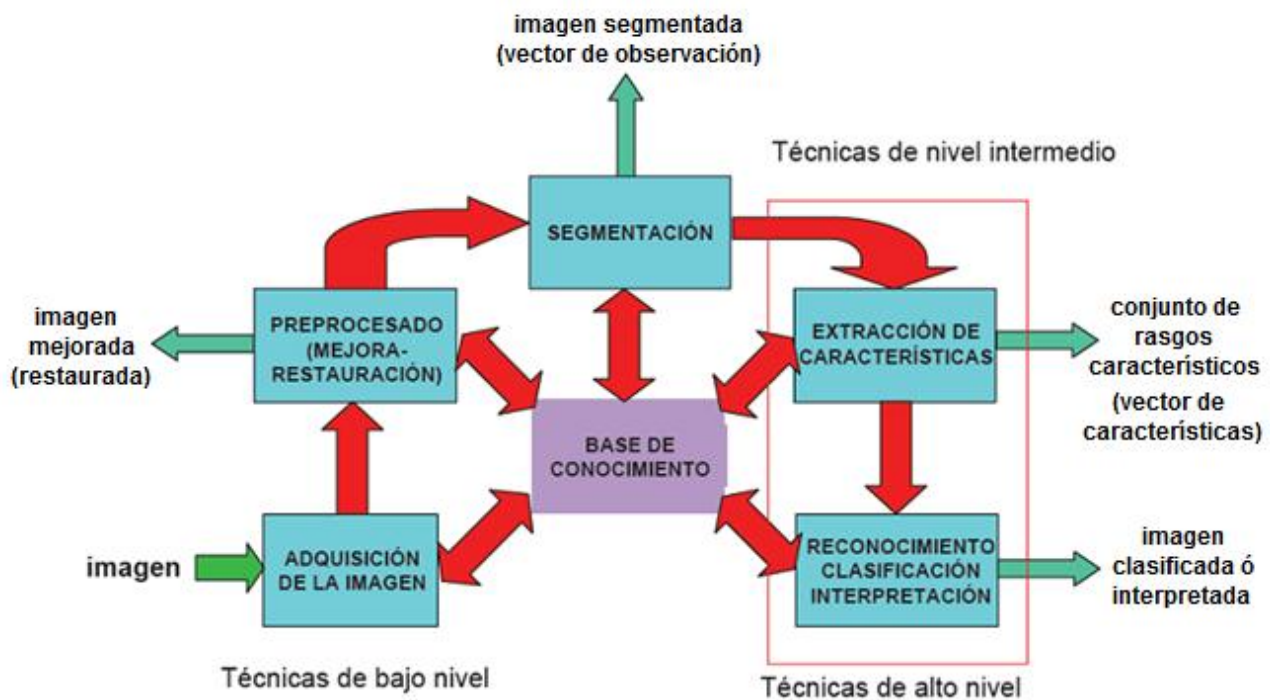 imagen segmentada
(vector de observación)
Técnicas de nivel intermedio
SEGMENTACIÓN
imagen
mejorada
(restaurada)
PREPROCESADO
(MEJORA-
RESTAURACIÓN)
EXTRACCIÓN DE
CARACTERÍSTICAS
conjunto de
rasgos
característicos
(vector de
características)
BASE DE
CONOCIMIENTO
imagen
ADQUISICIÓN
DE LA IMAGEN
RECONOCIMIENTO
CLASIFICACIÓN
INTERPRETACIÓN
imagen
clasificada ó
interpretada
Técnicas de bajo nivel
Técnicas de alto nivel